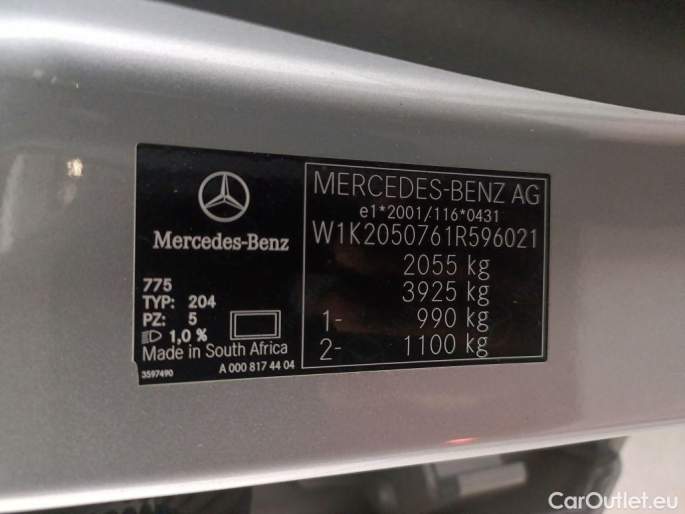 Mercedes-Benz
775
TYP: 204
PZ: 5
1,0 %
Made in South Africa
3597490
A 000 817 44 04
MERCEDES-BENZ AG
e1*2001/116*0431
W1K2050761R596021
2055 kg
3925 kg
1- 990 kg
2- 1100 kg
CarOutlet.eu